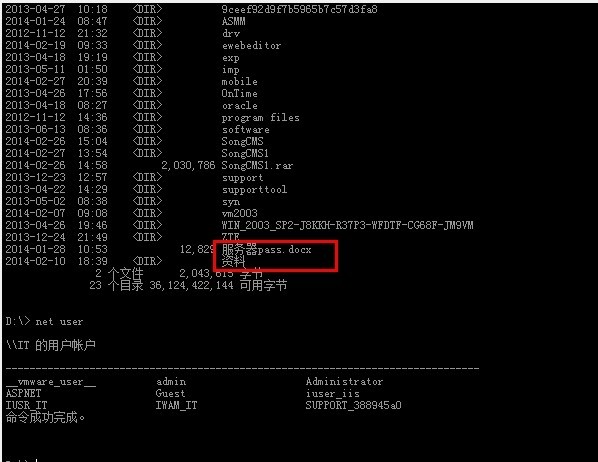 2013-04-27  10:18    <DIR>          9ceef92d9f7b5965b7c57d3fa8
2014-01-24  08:47    <DIR>          ASMM
2012-11-12  21:32    <DIR>          drv
2014-02-19  09:33    <DIR>          ewebeditor
2013-04-18  19:19    <DIR>          exp
2013-05-11  01:50    <DIR>          imp
2014-02-27  20:39    <DIR>          mobile
2013-04-26  17:56    <DIR>          OnTime
2013-04-18  08:27    <DIR>          oracle
2012-11-12  14:36    <DIR>          program files
2013-06-13  08:36    <DIR>          software
2014-02-26  15:04    <DIR>          SongCMS
2014-02-27  13:54    <DIR>          SongCMS1
2014-02-26  14:58         2,030,786 SongCMS1.rar
2013-12-23  12:57    <DIR>          support
2013-04-22  14:29    <DIR>          supporttool
2013-05-02  08:38    <DIR>          syn
2014-02-07  09:08    <DIR>          vm2003
2013-04-26  19:46    <DIR>          WIN_2003_SP2-J8KKH-R37P3-WFDTF-CG68F-JM9VM
2013-12-24  21:49    <DIR>          ZTE
2014-01-28  10:53            12,829 服务器pass.docx
2014-02-10  18:39    <DIR>          资料
2 个文件      2,043,615 字节
23 个目录 36,124,422,144 可用字节
D:\> net user
\\IT 的用户帐户
-------------------------------------------------------------------------------
__vmware_user__          admin                    Administrator
ASPNET                   Guest                    iuser_iis
IUSR_IT                  IWAM_IT                  SUPPORT_388945a0
命令成功完成。